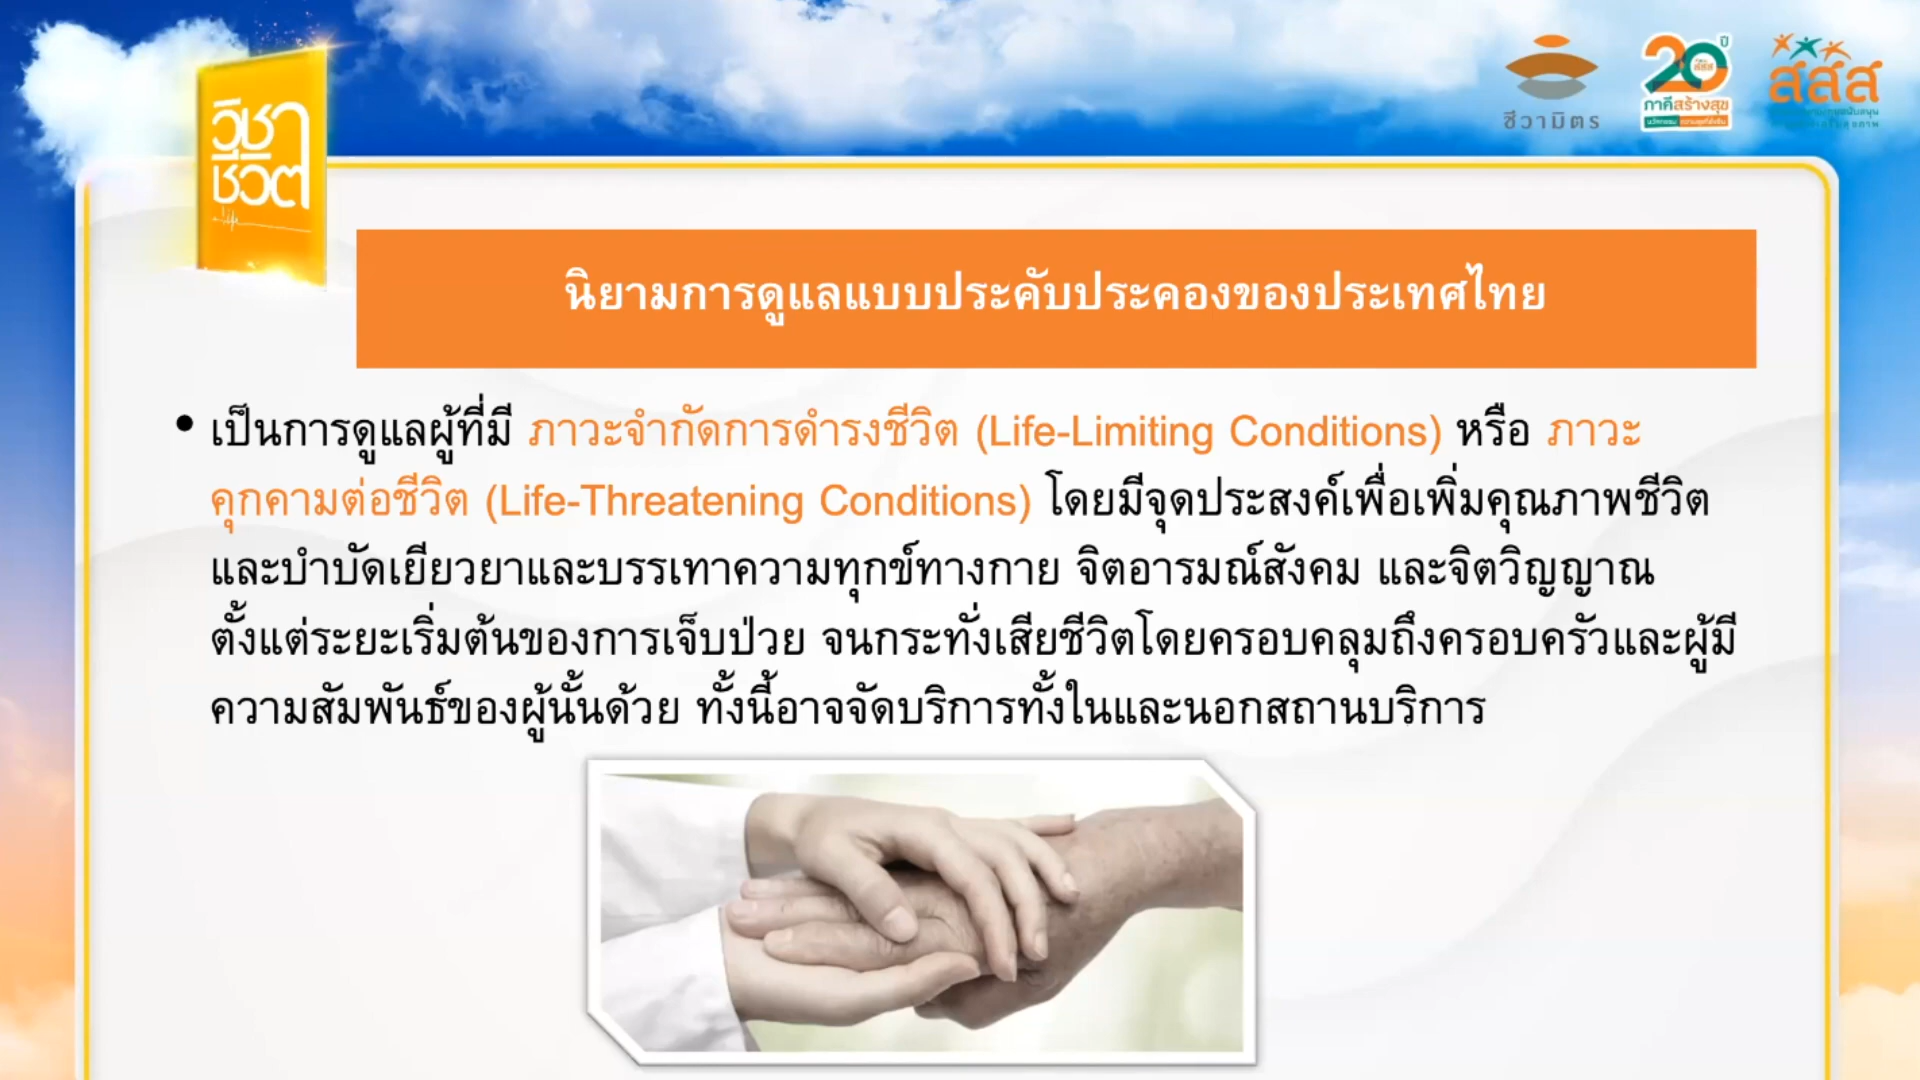 วิชา
ชีวิต
Life
ชีวามิตร
20 ปี
สสส
ภาคีสร้างสุข
สสส
นิยามการดูแลแบบประคับประคองของประเทศไทย
• เป็นการดูแลผู้ที่มี ภาวะจำกัดการดำรงชีวิต (Life-Limiting Conditions) หรือ ภาวะ
คุกคามต่อชีวิต (Life-Threatening Conditions) โดยมีจุดประสงค์เพื่อเพิ่มคุณภาพชีวิต
และบำบัดเยียวยาและบรรเทาความทุกข์ทางกาย จิตอารมณ์สังคม และจิตวิญญาณ
ตั้งแต่ระยะเริ่มต้นของการเจ็บป่วย จนกระทั่งเสียชีวิตโดยครอบคลุมถึงครอบครัวและผู้มี
ความสัมพันธ์ของผู้นั้นด้วย ทั้งนี้อาจจัดบริการทั้งในและนอกสถานบริการ